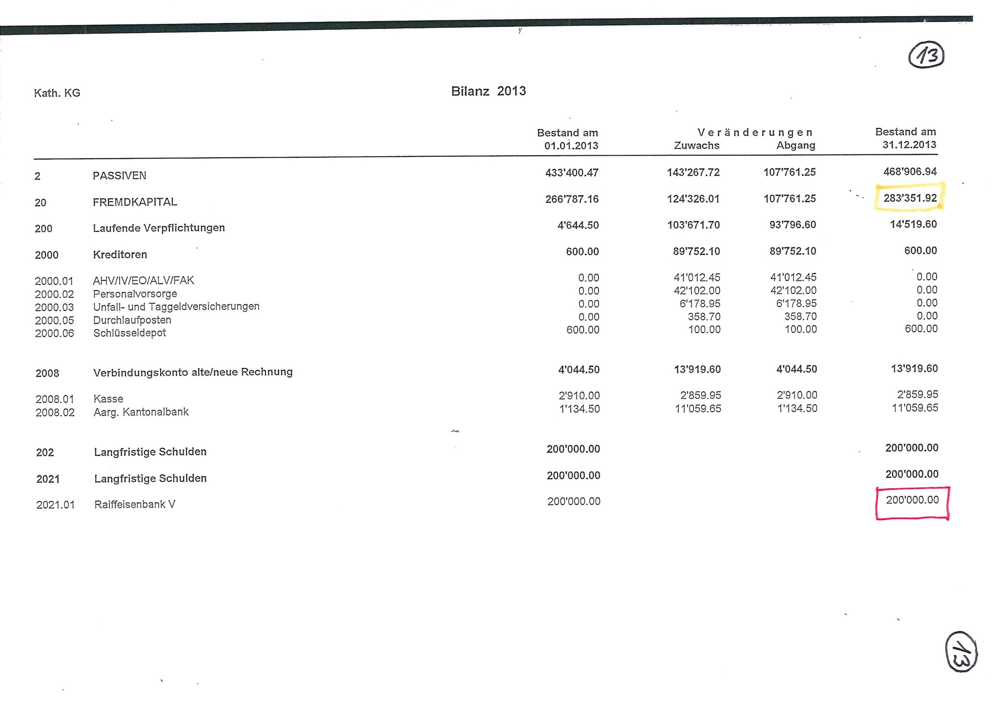 13
Kath. KG Bilanz 2013
Bestand am Veränderungen Bestand am
01.01.2013 Zuwachs Abgang 31.12.2013
2 PASSIVEN 433'400.47 143'267.72 107'761.25 468'906.94
20 FREMDKAPITAL 266'787.16 124'326.01 107'761.25 283'351.92
200 Laufende Verpflichtungen 4'644.50 103'671.70 93'796.60 14'519.60
2000 Kreditoren 600.00 89'752.10 89'752.10 600.00
2000.01 AHV/IV/EO/ALV/FAK 0.00 41'012.45 41'012.45 0.00
2000.02 Personalvorsorge 0.00 42'102.00 42'102.00 0.00
2000.03 Unfall- und Taggeldversicherungen 0.00 6'178.95 6'178.95 0.00
2000.05 Durchlaufposten 0.00 358.70 358.70 0.00
2000.06 Schlüsseldepot 600.00 100.00 100.00 600.00
2008 Verbindungskonto alte/neue Rechnung 4'044.50 13'919.60 4'044.50 13'919.60
2008.01 Kasse 2'910.00 2'859.95 2'910.00 2'859.95
2008.02 Aarg. Kantonalbank 1'134.50 11'059.65 1'134.50 11'059.65
202 Langfristige Schulden 200'000.00 200'000.00
2021 Langfristige Schulden 200'000.00 200'000.00
2021.01 Raiffeisenbank V 200'000.00 200'000.00
13